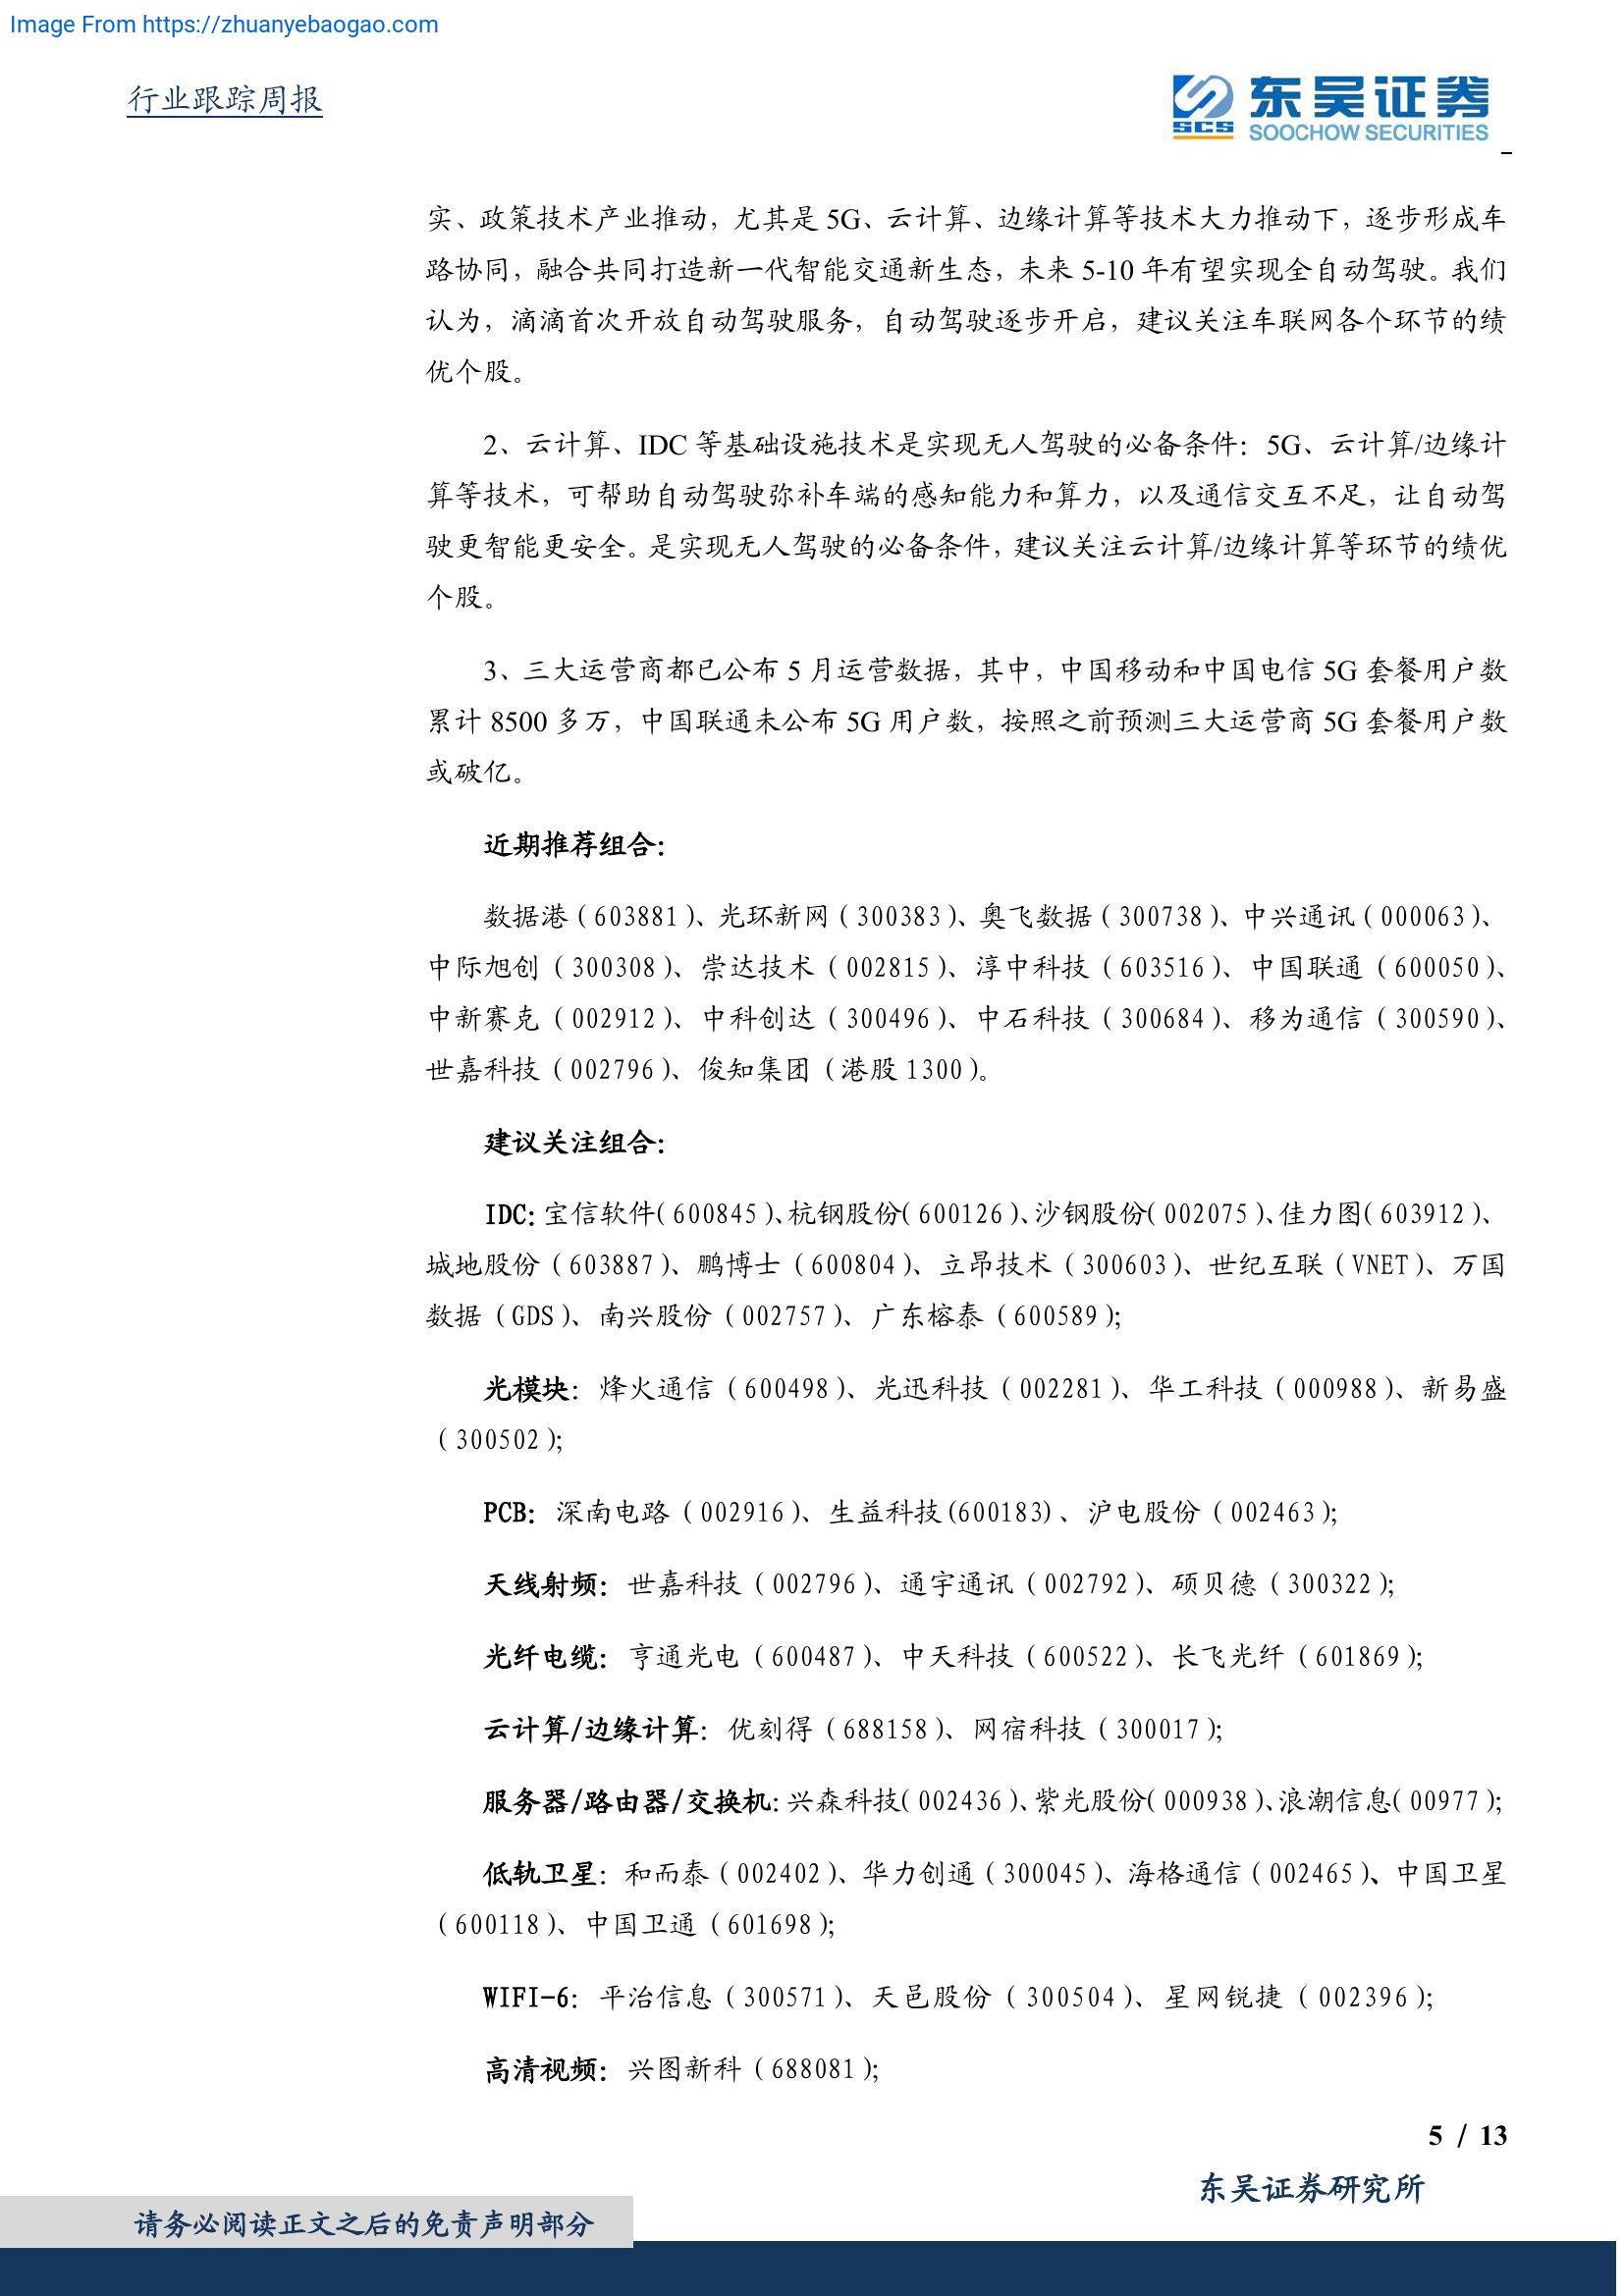 Image From https://zhuanyebaogao.com
行业跟踪周报
东吴证券
SCS
SOOCHOW SECURITIES
实、政策技术产业推动，尤其是 5G、云计算、边缘计算等技术大力推动下，逐步形成车
路协同，融合共同打造新一代智能交通新生态，未来 5-10 年有望实现全自动驾驶。我们
认为，滴滴首次开放自动驾驶服务，自动驾驶逐步开启，建议关注车联网各个环节的绩
优个股。
2、云计算、IDC 等基础设施技术是实现无人驾驶的必备条件：5G、云计算/边缘计
算等技术，可帮助自动驾驶弥补车端的感知能力和算力，以及通信交互不足，让自动驾
驶更智能更安全。是实现无人驾驶的必备条件，建议关注云计算/边缘计算等环节的绩优
个股。
3、三大运营商都已公布 5 月运营数据，其中，中国移动和中国电信 5G 套餐用户数
累计 8500 多万，中国联通未公布 5G 用户数，按照之前预测三大运营商 5G 套餐用户数
或破亿。
近期推荐组合：
数据港（603881）、光环新网（300383）、奥飞数据（300738）、中兴通讯（000063）、
中际旭创（300308）、崇达技术（002815）、淳中科技（603516）、中国联通（600050）、
中新赛克（002912）、中科创达（300496）、中石科技（300684）、移为通信（300590）、
世嘉科技（002796）、俊知集团（港股 1300）。
建议关注组合：
IDC：宝信软件（600845）、杭钢股份（600126）、沙钢股份（002075）、佳力图（603912）、
城地股份（603887）、鹏博士（600804）、立昂技术（300603）、世纪互联（VNET）、万国
数据（GDS）、南兴股份（002757）、广东榕泰（600589）；
光模块：烽火通信（600498）、光迅科技（002281）、华工科技（000988）、新易盛
（300502）；
PCB：深南电路（002916）、生益科技(600183)、沪电股份（002463）；
天线射频：世嘉科技（002796）、通宇通讯（002792）、硕贝德（300322）；
光纤电缆：亨通光电（600487）、中天科技（600522）、长飞光纤（601869）；
云计算/边缘计算：优刻得（688158）、网宿科技（300017）；
服务器/路由器/交换机：兴森科技（002436）、紫光股份（000938）、浪潮信息（00977）；
低轨卫星：和而泰（002402）、华力创通（300045）、海格通信（002465）、中国卫星
（600118）、中国卫通（601698）；
WIFI-6：平治信息（300571）、天邑股份（300504）、星网锐捷（002396）；
高清视频：兴图新科（688081）；
5 / 13
东吴证券研究所
请务必阅读正文之后的免责声明部分